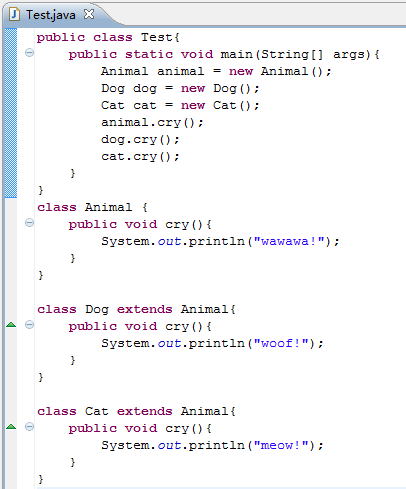 Test.java
public class Test{
    public static void main(String[] args){
        Animal animal = new Animal();
        Dog dog = new Dog();
        Cat cat = new Cat();
        animal.cry();
        dog.cry();
        cat.cry();
    }
}
class Animal {
    public void cry(){
        System.out.println("wawawa!");
    }
}

class Dog extends Animal{
    public void cry(){
        System.out.println("woof!");
    }
}

class Cat extends Animal{
    public void cry(){
        System.out.println("meow!");
    }
}